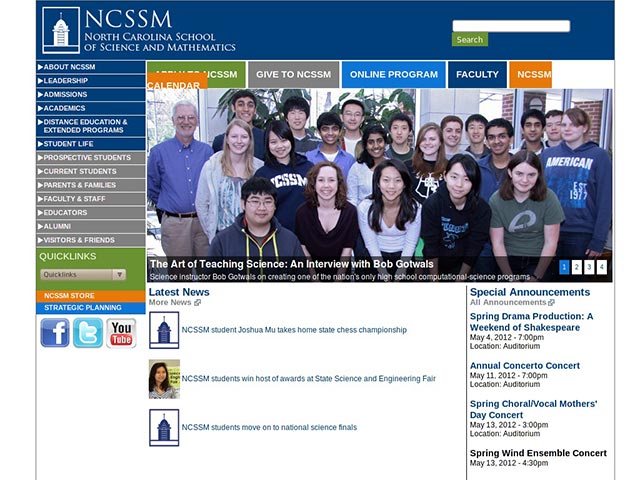 NCSSM
NORTH CAROLINA SCHOOL
OF SCIENCE AND MATHEMATICS
Search
ABOUT NCSSM
LEADERSHIP
ADMISSIONS
ACADEMICS
DISTANCE EDUCATION &
EXTENDED PROGRAMS
STUDENT LIFE
PROSPECTIVE STUDENTS
CURRENT STUDENTS
PARENTS & FAMILIES
FACULTY & STAFF
EDUCATORS
ALUMNI
VISITORS & FRIENDS
QUICKLINKS
Quicklinks
NCSSM STORE
STRATEGIC PLANNING
You
Tube
NCSSM
GIVE TO NCSSM
ONLINE PROGRAM
FACULTY
NCSSM
CALENDAR
NCSSM
AMERICAN
The Art of Teaching Science: An Interview with Bob Gotwals
Science instructor Bob Gotwals on creating one of the nation's only high school computational-science programs
1 2 3 4
Latest News
More News
NCSSM student Joshua Mu takes home state chess championship
NCSSM students win host of awards at State Science and Engineering Fair
NCSSM students move on to national science finals
Special Announcements
All Announcements
Spring Drama Production: A
Weekend of Shakespeare
May 4, 2012 - 7:00pm
Location: Auditorium
Annual Concerto Concert
May 11, 2012 - 7:00pm
Location: Auditorium
Spring Choral/Vocal Mothers'
Day Concert
May 13, 2012 - 3:00pm
Location: Auditorium
Spring Wind Ensemble Concert
May 13, 2012 - 4:30pm